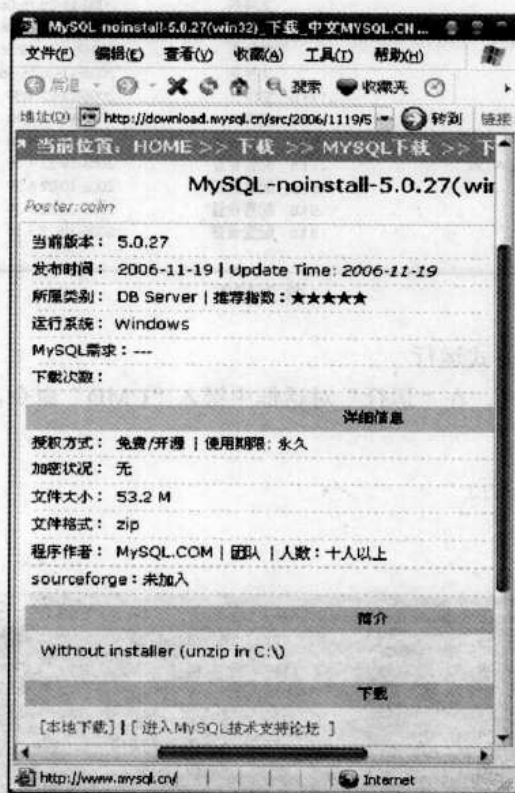 MySQL noinstall-5.0.27(win32)_下载_中文MYSQL.CN ...
文件(F) 编辑(E) 查看(V) 收藏(A) 工具(T) 帮助(H)
后退 搜索 收藏夹
地址(D) http://download.mysql.cn/src/2006/1119/5 转到 链接
当前位置: HOME >> 下载 >> MYSQL下载 >> 下
MySQL-noinstall-5.0.27(wir
Poster:colin
当前版本: 5.0.27
发布时间: 2006-11-19 | Update Time: 2006-11-19
所属类别: DB Server | 推荐指数:★★★★★
运行系统: Windows
MySQL需求:---
下载次数:
详细信息
授权方式: 免费/开源 | 使用期限: 永久
加密状况: 无
文件大小: 53.2 M
文件格式: zip
程序作者: MySQL.COM | 团队 | 人数:十人以上
sourceforge:未加入
简介
Without installer (unzip in C:\)
下载
[本地下载] | [ 进入MySQL技术支持论坛 ]
http://www.mysql.cn/ Internet